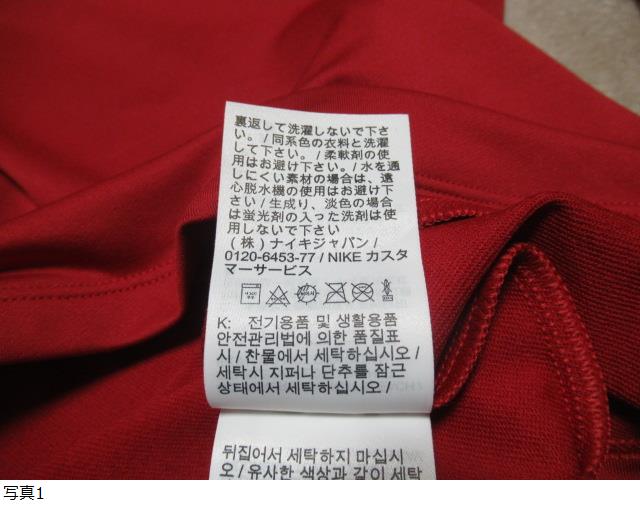 裏返して洗濯しないで下さ
い。/ 同系色の衣料と洗濯
して下さい。/ 柔軟剤の使
用はお避け下さい。/ 水を通
しにくい素材の場合は、遠
心脱水機の使用はお避け下
さい / 生成り、淡色の場合
は蛍光剤の入った洗剤は使
用しないで下さい
(株) ナイキジャパン /
0120-6453-77 / NIKE カスタ
マーサービス
K: 전기용품 및 생활용품
안전관리법에 의한 품질표
시 / 찬물에서 세탁하십시오 /
세탁시 지퍼나 단추를 잠근
상태에서 세탁하십시오 /
뒤집어서 세탁하지 마십시
오 / 유사한 색상과 같이 세탁
写真1